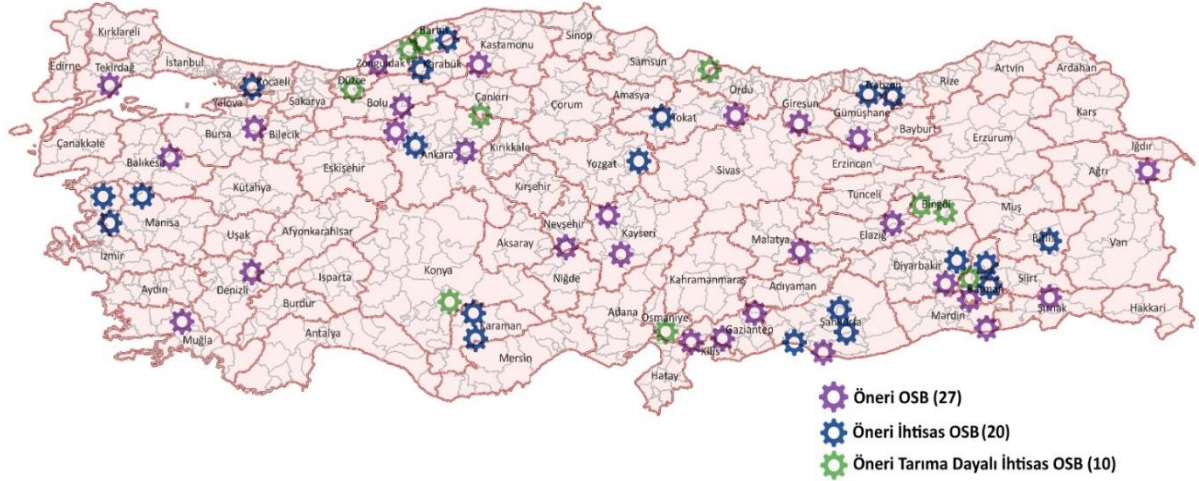 Kırklareli
Edirne
Tekirdağ
İstanbul
Kocaeli
Yalova
Sakarya
Düzce
Zonguldak
Bartın
Karabük
Kastamonu
Sinop
Samsun
Ordu
Giresun
Trabzon
Rize
Artvin
Ardahan
Kars
Çanakkale
Balıkesir
Bursa
Bilecik
Bolu
Çankırı
Çorum
Amasya
Tokat
Gümüşhane
Bayburt
Erzurum
Iğdır
Ağrı
Kütahya
Eskişehir
Ankara
Kırıkkale
Yozgat
Sivas
Erzincan
Tunceli
Bingöl
Muş
Manisa
Uşak
Afyonkarahisar
Kırşehir
Nevşehir
Kayseri
Malatya
Elazığ
Bitlis
Van
İzmir
Aydın
Denizli
Isparta
Burdur
Konya
Aksaray
Niğde
Kahramanmaraş
Adıyaman
Diyarbakır
Batman
Siirt
Şırnak
Hakkari
Muğla
Antalya
Karaman
Mersin
Adana
Osmaniye
Gaziantep
Kilis
Hatay
Şanlıurfa
Mardin
Öneri OSB (27)
Öneri İhtisas OSB(20)
Öneri Tarıma Dayalı İhtisas OSB (10)